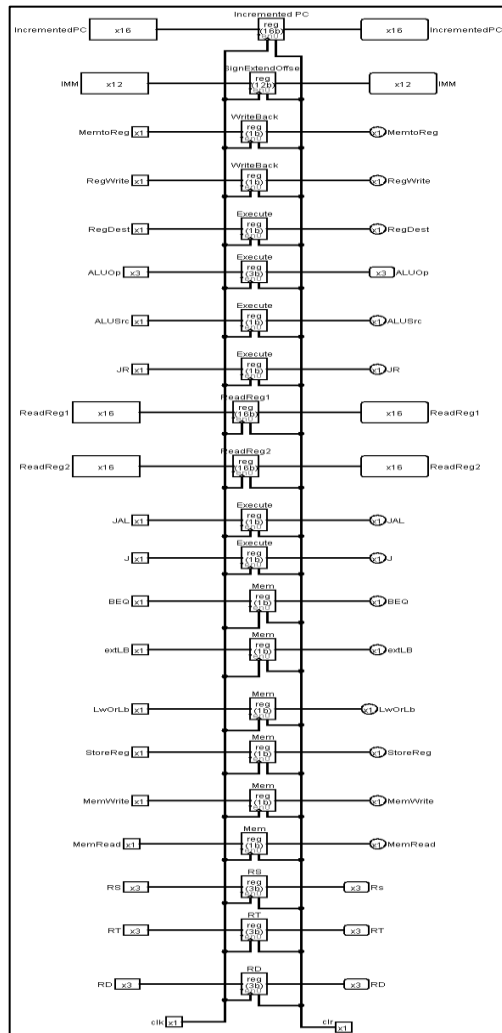 Incremented PC
IncrementedPC x16 reg (16b) x16 IncrementedPC
SignExtendOffse
IMM x12 reg (12b) x12 IMM
WriteBack
MemtoReg x1 reg (1b) x1 MemtoReg
WriteBack
RegWrite x1 reg (1b) x1 RegWrite
Execute
RegDest x1 reg (1b) x1 RegDest
Execute
ALUOp x3 reg (3b) x3 ALUOp
Execute
ALUSrc x1 reg (1b) x1 ALUSrc
Execute
JR x1 reg (1b) x1 JR
ReadReg1
ReadReg1 x16 reg (16b) x16 ReadReg1
ReadReg2
ReadReg2 x16 reg (16b) x16 ReadReg2
Execute
JAL x1 reg (1b) x1 JAL
Execute
J x1 reg (1b) x1 J
Mem
BEQ x1 reg (1b) x1 BEQ
Mem
extLB x1 reg (1b) x1 extLB
Mem
LwOrLb x1 reg (1b) x1 LwOrLb
Mem
StoreReg x1 reg (1b) x1 StoreReg
Mem
MemWrite x1 reg (1b) x1 MemWrite
Mem
MemRead x1 reg (1b) x1 MemRead
RS
RS x3 reg (3b) x3 Rs
RT
RT x3 reg (3b) x3 RT
RD
RD x3 reg (3b) x3 RD
clk x1 clr x1